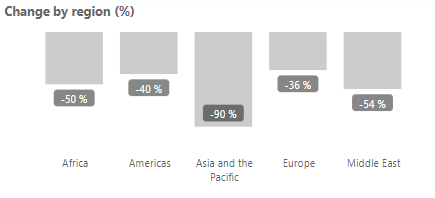 Change by region (%)
-50 %
-40 %
-90 %
-36 %
-54 %
Africa
Americas
Asia and the
Pacific
Europe
Middle East